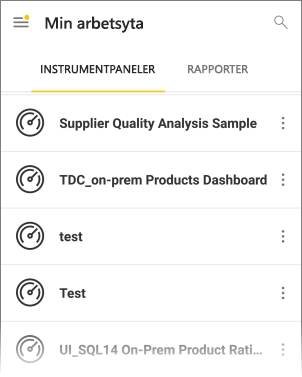 Min arbetsyta
INSTRUMENTPANELER RAPPORTER
Supplier Quality Analysis Sample
TDC_on-prem Products Dashboard
test
Test
UI_SQL14 On-Prem Product Rati...